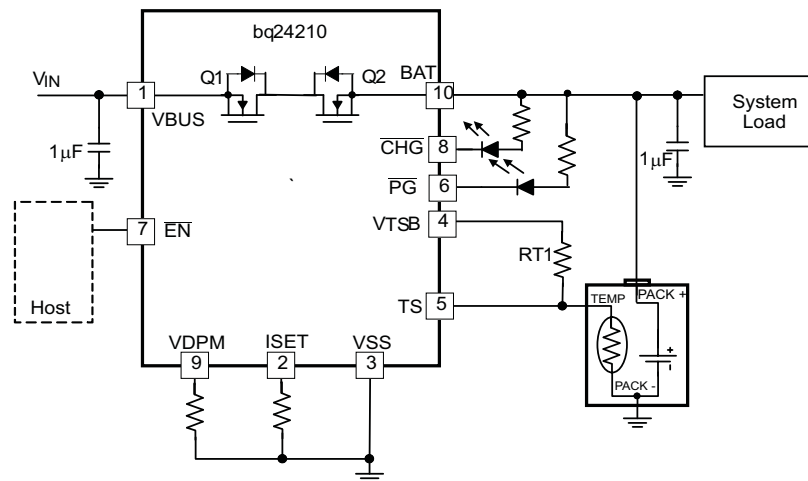 bq24210
VIN
Q1
Q2
BAT
1
10
VBUS
System
Load
1μF
CHG
8
1μF
PG
6
7
EN
VTSB
4
RT1
Host
TS
5
TEMP
PACK +
VDPM
ISET
VSS
9
2
3
+
-
PACK -